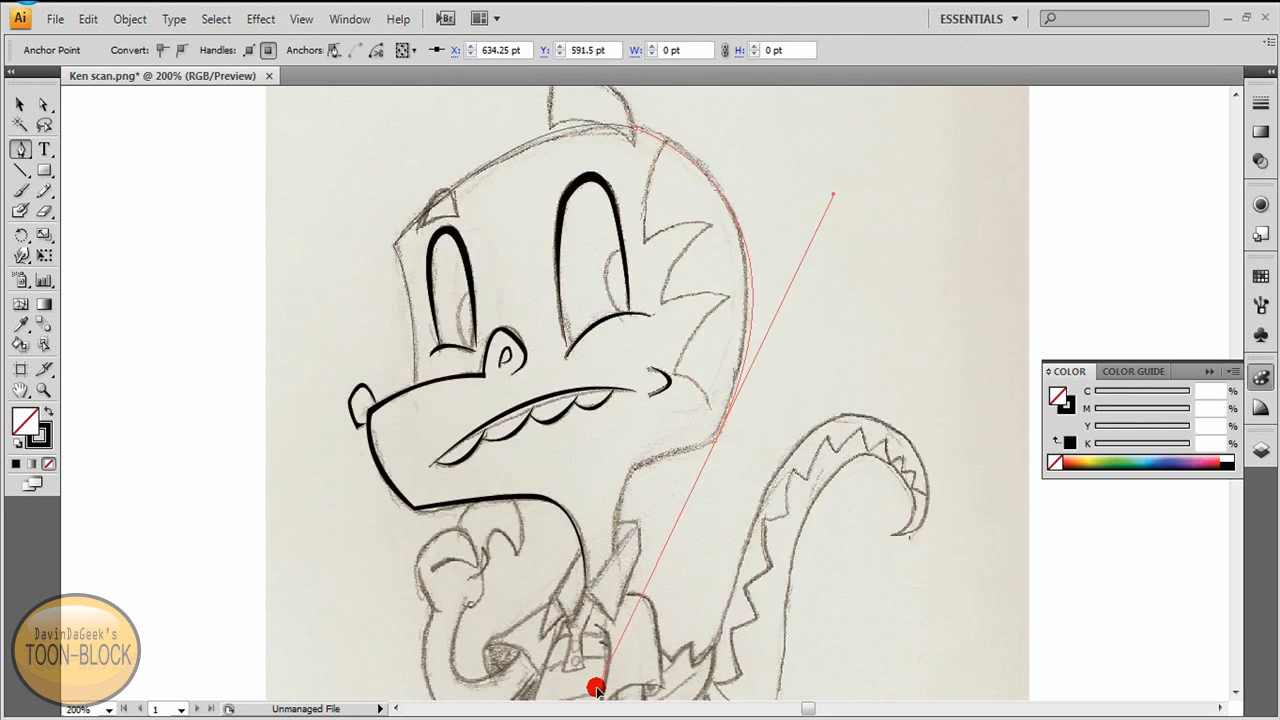 Ai File Edit Object Type Select Effect View Window Help Br ESSENTIALS
Anchor Point Convert: Handles: Anchors: X: 634.25 pt Y: 591.5 pt W: 0 pt H: 0 pt
Ken scan.png* @ 200% (RGB/Preview)
T
COLOR COLOR GUIDE
C %
M %
Y %
K %
DavinDaGeek's
TOON-BLOCK
200% 1 Unmanaged File